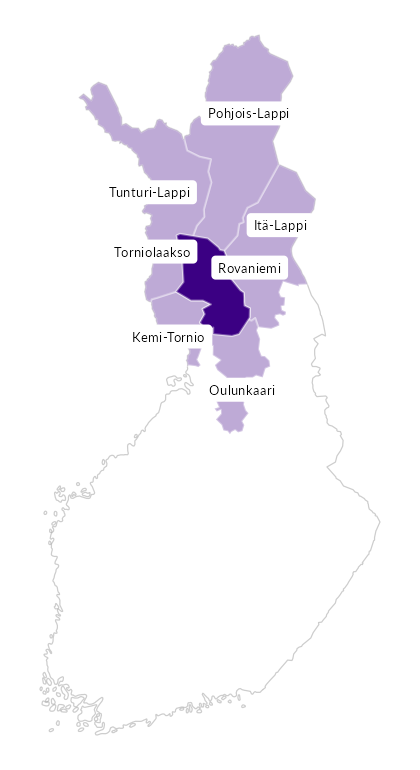 Pohjois-Lappi
Tunturi-Lappi
Itä-Lappi
Torniolaakso
Rovaniemi
Kemi-Tornio
Oulunkaari